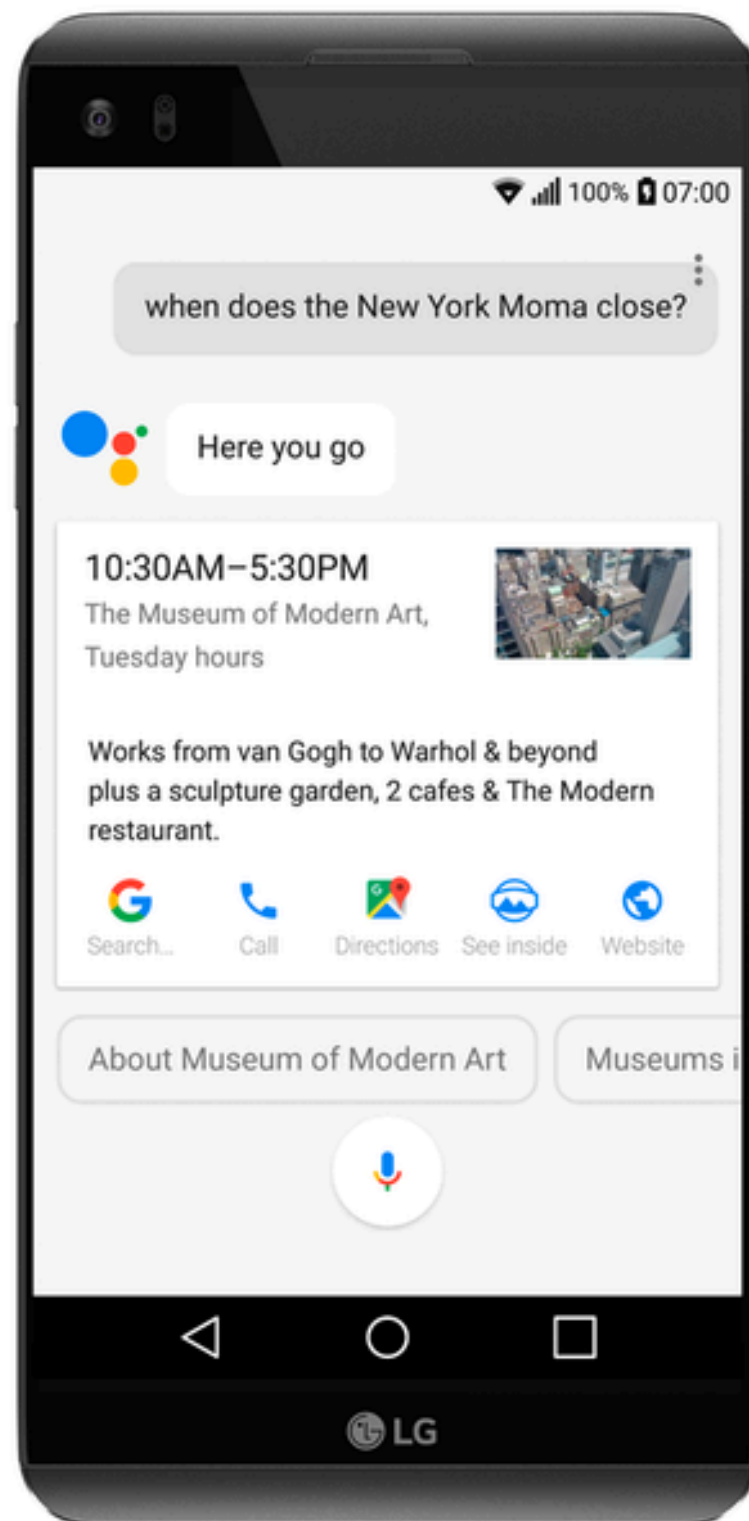 100% 07:00
when does the New York Moma close?
Here you go
10:30AM–5:30PM
The Museum of Modern Art,
Tuesday hours
Works from van Gogh to Warhol & beyond
plus a sculpture garden, 2 cafes & The Modern
restaurant.
G
Search... Call Directions See inside Website
About Museum of Modern Art Museums i
LG